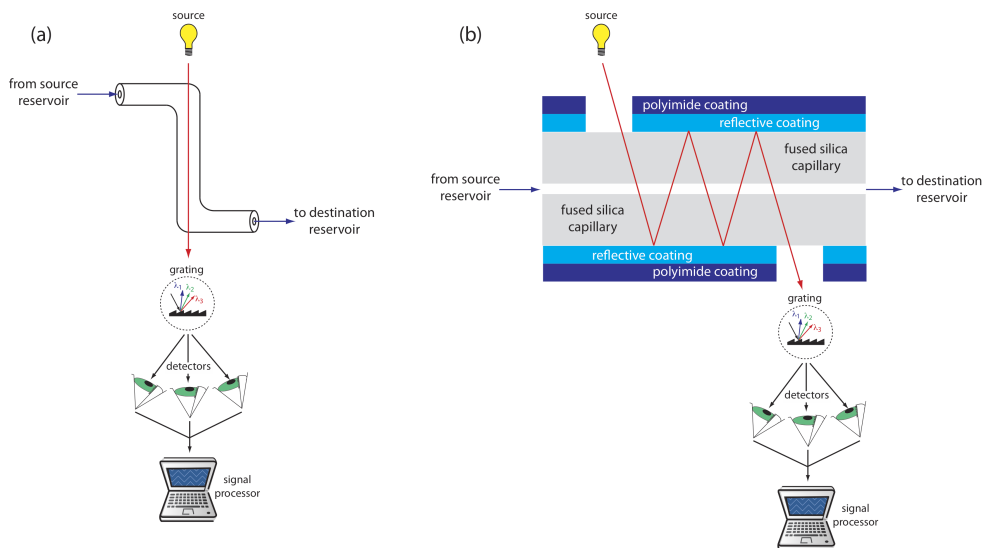 (a)
source
from source
reservoir
to destination
reservoir
grating
λ1
λ2
λ3
detectors
signal
processor
(b)
source
polyimide coating
reflective coating
fused silica
capillary
from source
reservoir
to destination
reservoir
fused silica
capillary
reflective coating
polyimide coating
grating
λ1
λ2
λ3
detectors
signal
processor